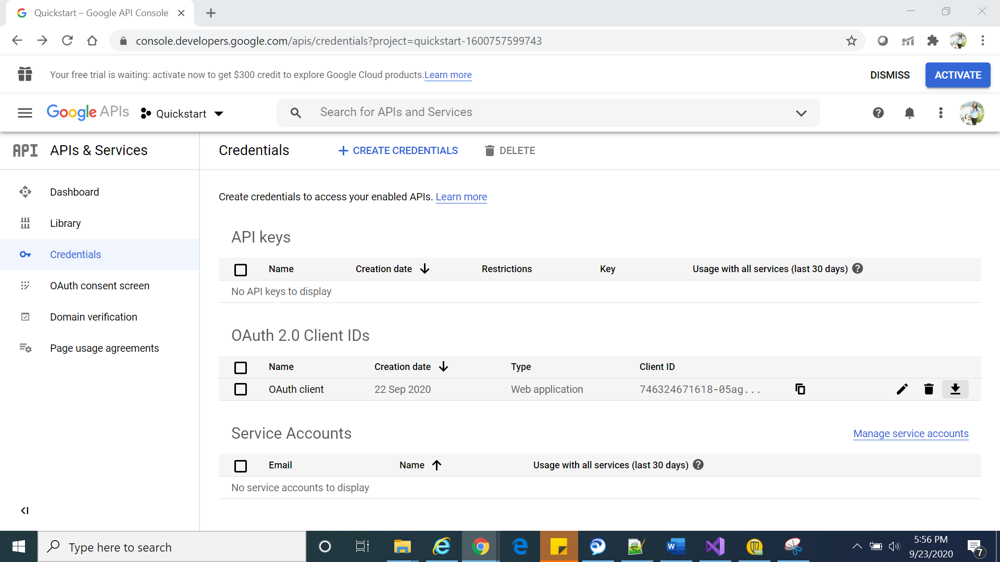 Quickstart – Google API Console
console.developers.google.com/apis/credentials?project=quickstart-1600757599743
Your free trial is waiting: activate now to get $300 credit to explore Google Cloud products. Learn more
DISMISS
ACTIVATE
Google APIs
Quickstart
Search for APIs and Services
API APIs & Services
Credentials
CREATE CREDENTIALS
DELETE
Dashboard
Library
Credentials
OAuth consent screen
Domain verification
Page usage agreements
Create credentials to access your enabled APIs. Learn more
API keys
Name Creation date Restrictions Key Usage with all services (last 30 days)
No API keys to display
OAuth 2.0 Client IDs
Name Creation date Type Client ID
OAuth client 22 Sep 2020 Web application 746324671618-05ag...
Service Accounts
Manage service accounts
Email Name Usage with all services (last 30 days)
No service accounts to display
Type here to search
5:56 PM
9/23/2020
7